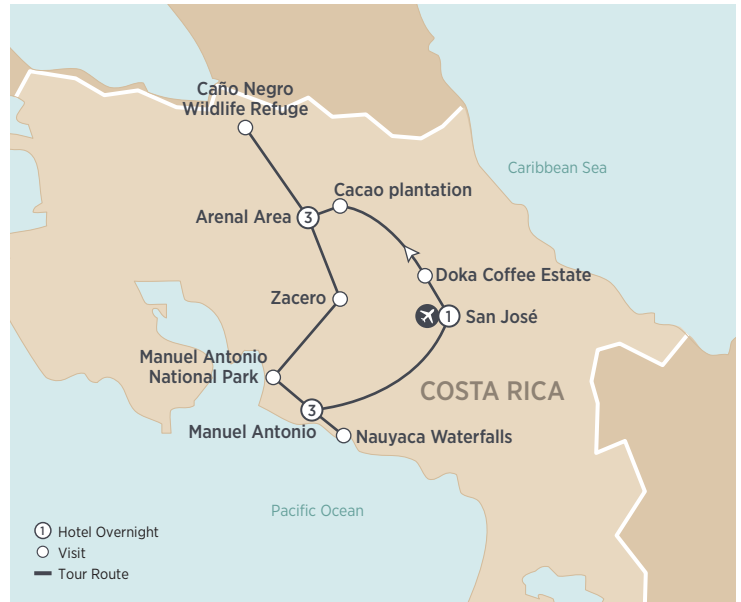 Caño Negro
Wildlife Refuge
Caribbean Sea
Cacao plantation
Arenal Area
3
Doka Coffee Estate
Zacero
1
San José
Manuel Antonio
National Park
COSTA RICA
3
Manuel Antonio
Nauyaca Waterfalls
Pacific Ocean
1 Hotel Overnight
Visit
Tour Route